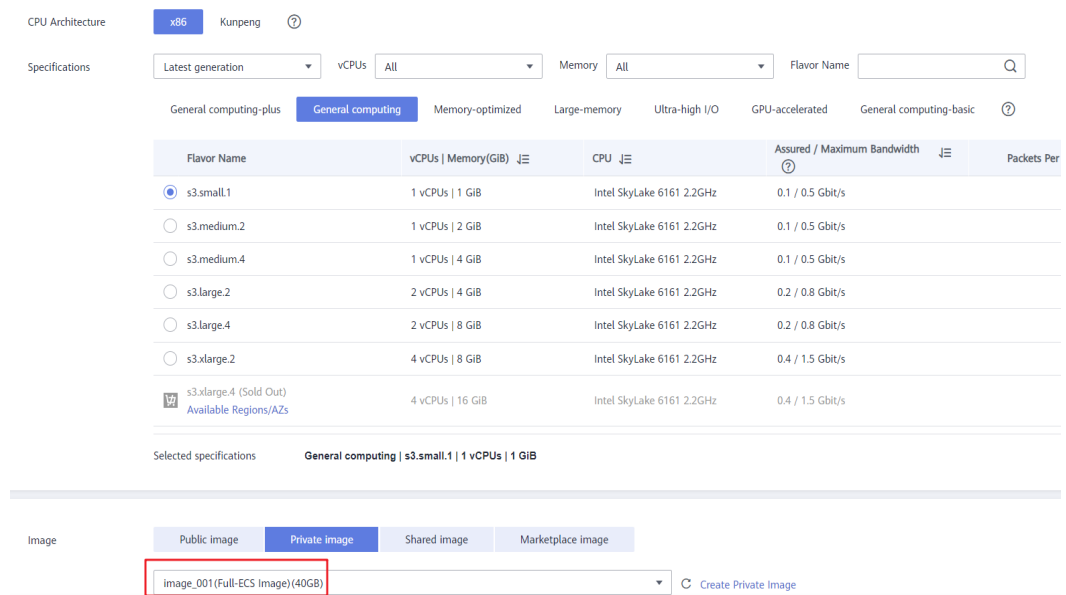 CPU Architecture x86 Kunpeng ?
Specifications Latest generation vCPUs All Memory All Flavor Name
General computing-plus General computing Memory-optimized Large-memory Ultra-high I/O GPU-accelerated General computing-basic ?
Flavor Name vCPUs | Memory(GiB) CPU Assured / Maximum Bandwidth ? Packets Per
s3.small.1 1 vCPUs | 1 GiB Intel SkyLake 6161 2.2GHz 0.1 / 0.5 Gbit/s
s3.medium.2 1 vCPUs | 2 GiB Intel SkyLake 6161 2.2GHz 0.1 / 0.5 Gbit/s
s3.medium.4 1 vCPUs | 4 GiB Intel SkyLake 6161 2.2GHz 0.1 / 0.5 Gbit/s
s3.large.2 2 vCPUs | 4 GiB Intel SkyLake 6161 2.2GHz 0.2 / 0.8 Gbit/s
s3.large.4 2 vCPUs | 8 GiB Intel SkyLake 6161 2.2GHz 0.2 / 0.8 Gbit/s
s3.xlarge.2 4 vCPUs | 8 GiB Intel SkyLake 6161 2.2GHz 0.4 / 1.5 Gbit/s
s3.xlarge.4 (Sold Out) 4 vCPUs | 16 GiB Intel SkyLake 6161 2.2GHz 0.4 / 1.5 Gbit/s
Available Regions/AZs
Selected specifications General computing | s3.small.1 | 1 vCPUs | 1 GiB
Image Public image Private image Shared image Marketplace image
image_001(Full-ECS Image)(40GB) Create Private Image